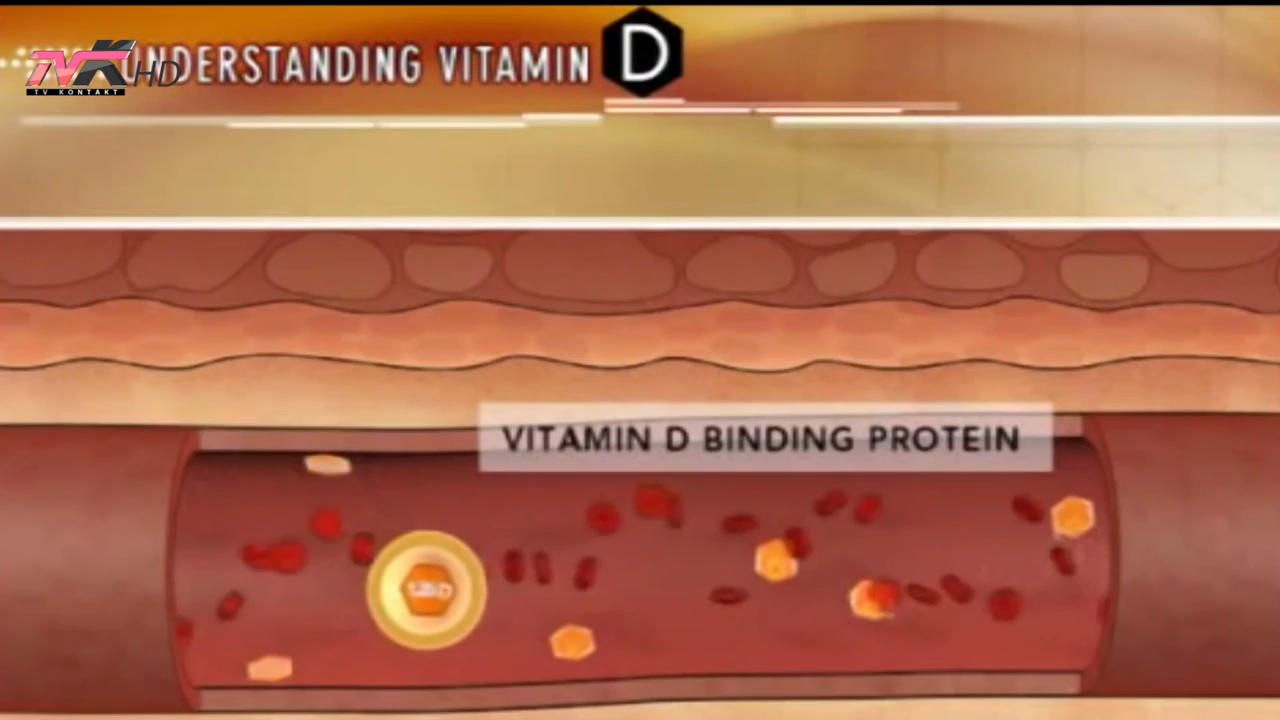 UNDERSTANDING VITAMIN D
TVK HD
TV KONTAKT
VITAMIN D BINDING PROTEIN